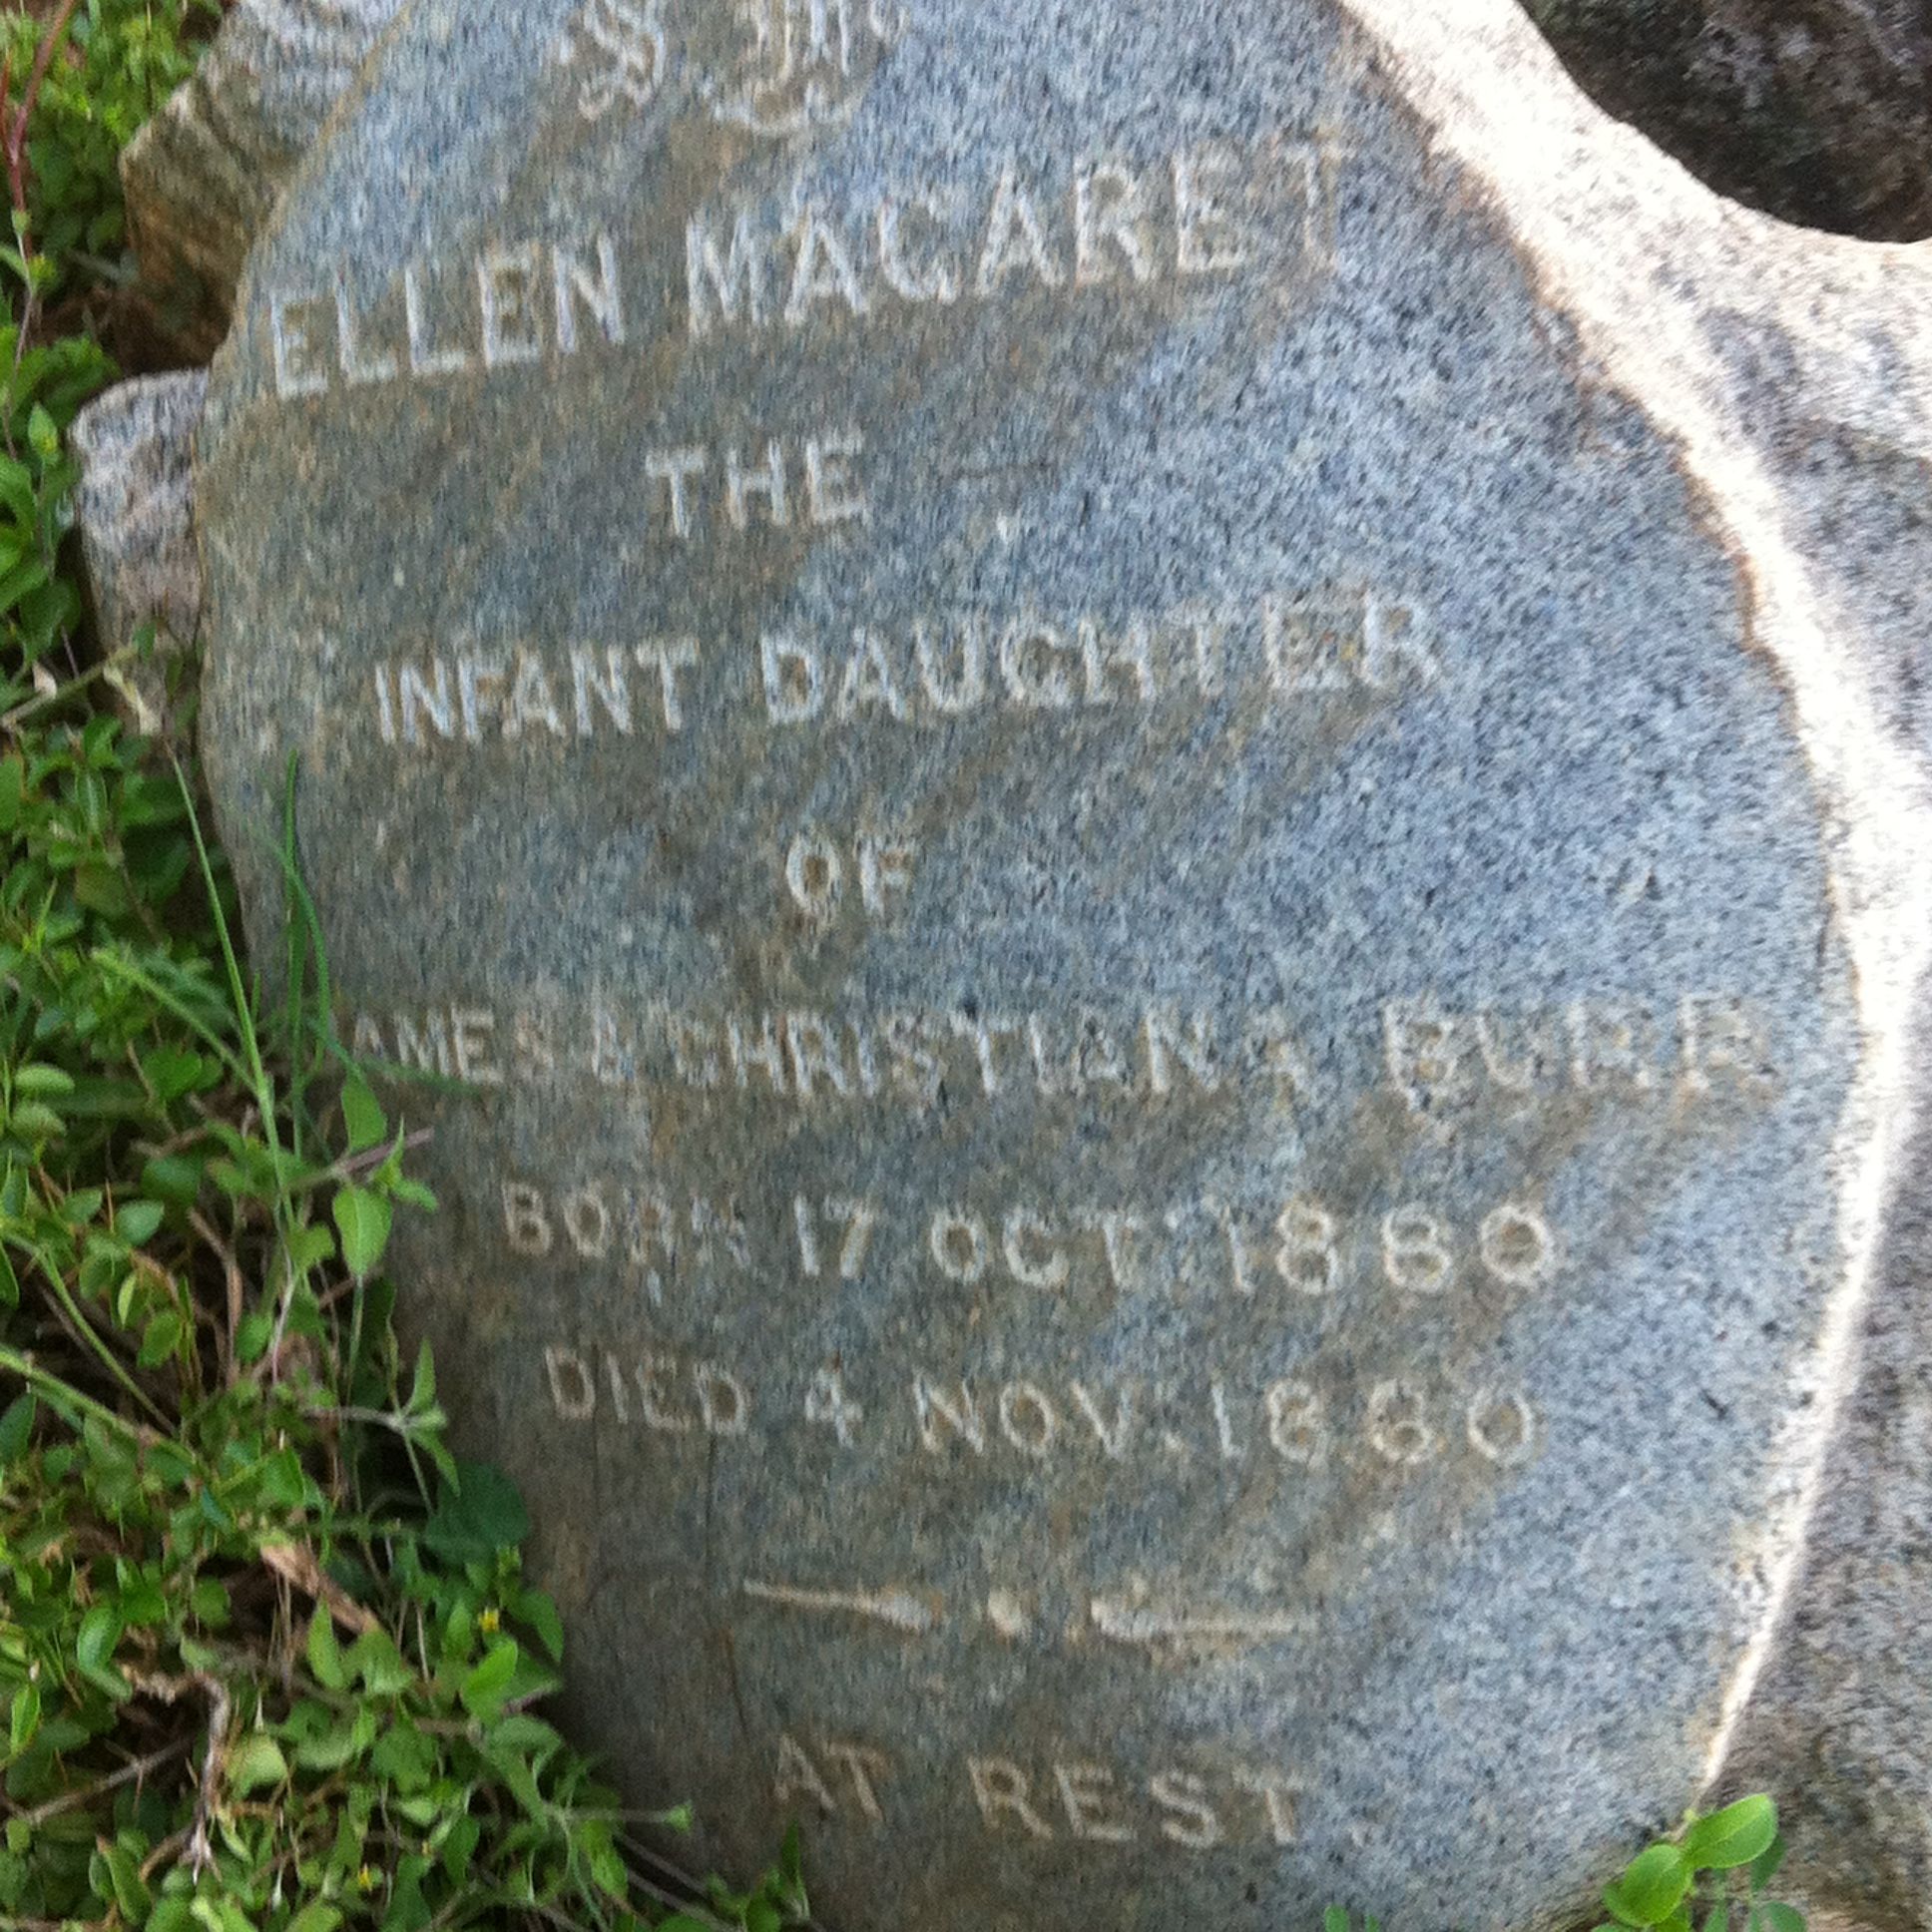 ELLEN MAGARET
THE
INFANT DAUGHTER
OF
AMES & CHRISTIANA BURR
BORN 17 OCT. 1880
DIED 4 NOV. 1880
AT REST.